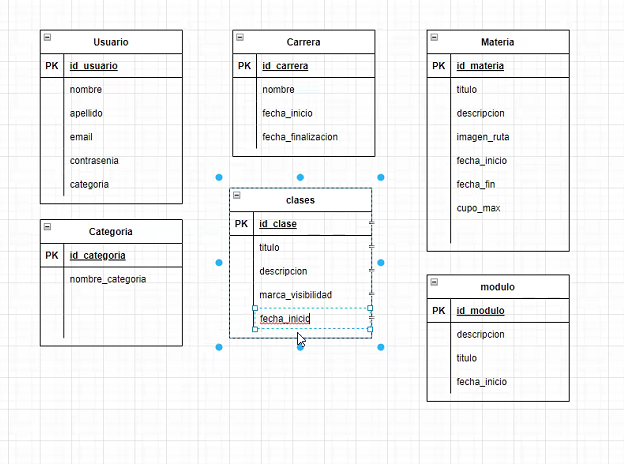 Usuario
PK id_usuario
nombre
apellido
email
contrasenia
categoria
Carrera
PK id_carrera
nombre
fecha_inicio
fecha_finalizacion
Materia
PK id_materia
titulo
descripcion
imagen_ruta
fecha_inicio
fecha_fin
cupo_max
Categoria
PK id_categoria
nombre_categoria
clases
PK id_clase
titulo
descripcion
marca_visibilidad
fecha_inicio
modulo
PK id_modulo
descripcion
titulo
fecha_inicio